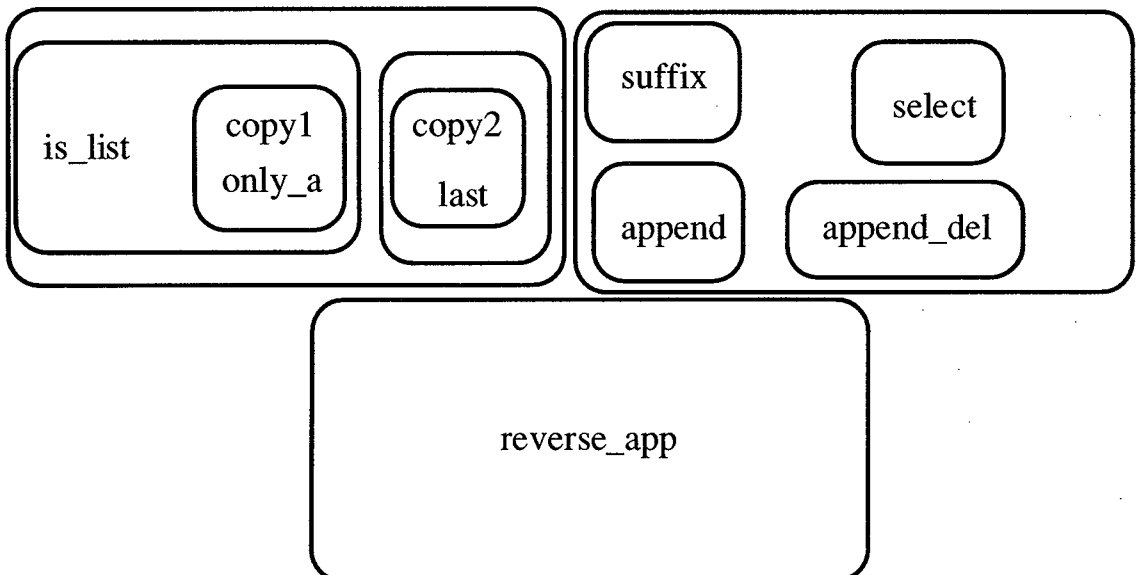 is_list
copy1
only_a
copy2
last
suffix
select
append
append_del
reverse_app